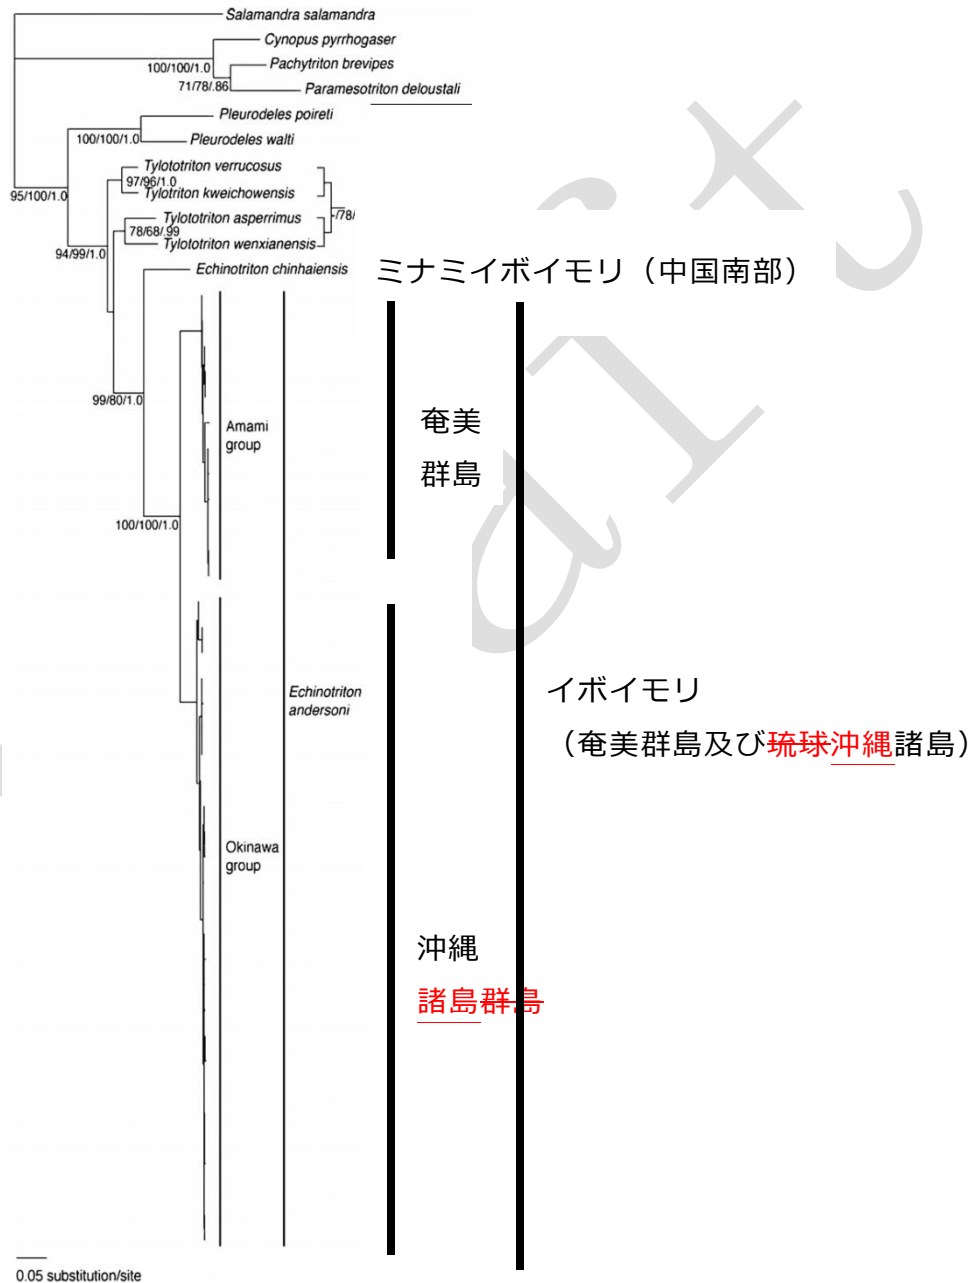 Salamandra salamandra
Cynopus pyrrhogaser
100/100/1.0
Pachytriton brevipes
71/78/.86
Paramesotriton deloustali
Pleurodeles poireti
100/100/1.0
Pleurodeles walti
Tylototriton verrucosus
97/96/1.0
Tylotriton kweichowensis
95/100/1.0
Tylototriton asperrimus
-/78/
78/68/.99
Tylototriton wenxianensis
94/99/1.0
Echinotriton chinhaiensis
ミナミイボイモリ（中国南部）
99/80/1.0
Amami
group
奄美
群島
100/100/1.0
Echinotriton
andersoni
イボイモリ
（奄美群島及び琉球沖縄諸島）
Okinawa
group
沖縄
諸島群島
0.05 substitution/site
draft